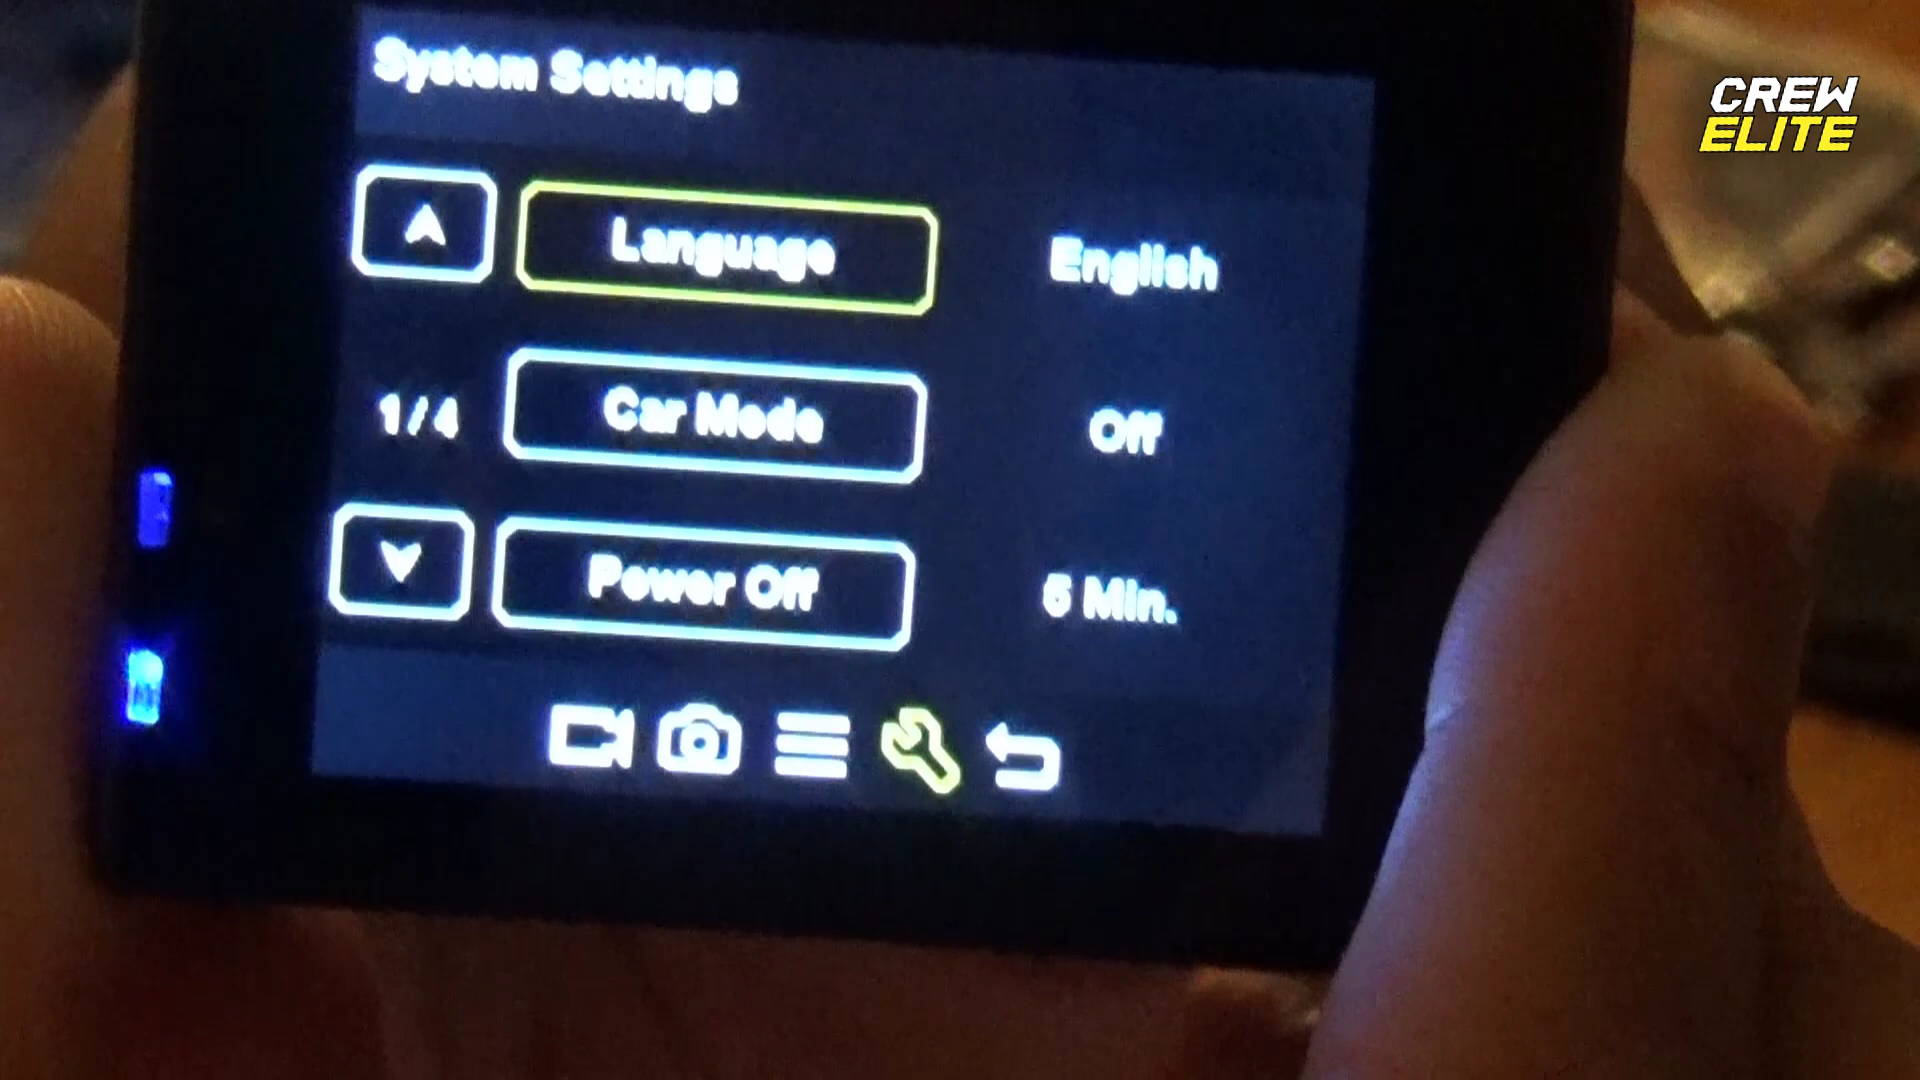 System Settings
CREW
ELITE
Language
English
1/4
Car Mode
Off
Power Off
5 Min.